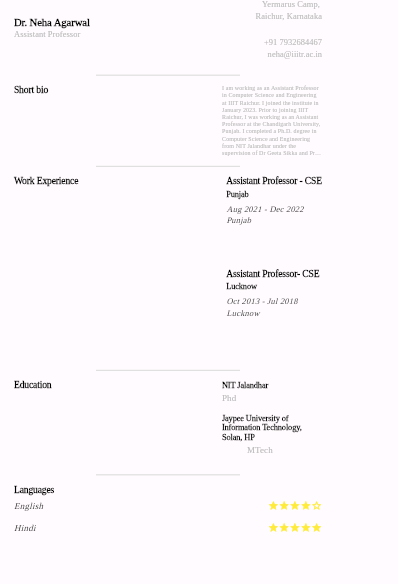 Yermarus Camp,
Raichur, Karnataka
Dr. Neha Agarwal
Assistant Professor
+91 7932684467
neha@iiitr.ac.in
Short bio
I am working as an Assistant Professor
in Computer Science and Engineering
at IIIT Raichur. I joined the institute in
January 2023. Prior to joining IIIT
Raichur, I was working as an Assistant
Professor at the Chandigarh University,
Punjab. I completed a Ph.D. degree in
Computer Science and Engineering
from NIT Jalandhar under the
supervision of Dr Geeta Sikka and Pr...
Work Experience
Assistant Professor - CSE
Punjab
Aug 2021 - Dec 2022
Punjab
Assistant Professor- CSE
Lucknow
Oct 2013 - Jul 2018
Lucknow
Education
NIT Jalandhar
Phd
Jaypee University of
Information Technology,
Solan, HP
MTech
Languages
English
Hindi